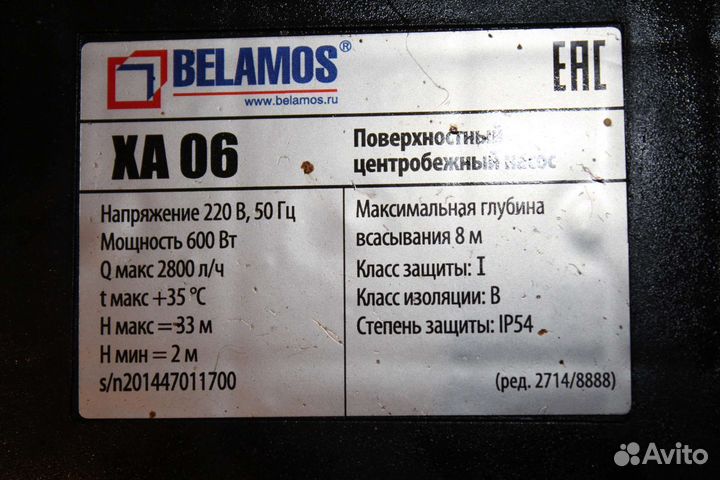 BELAMOS®
www.belamos.ru
EAC
XA 06
Поверхностный
центробежный насос
Напряжение 220 В, 50 Гц
Мощность 600 Вт
Q макс 2800 л/ч
t макс +35 °C
H макс = 33 м
H мин = 2 м
s/n201447011700
Максимальная глубина
всасывания 8 м
Класс защиты: I
Класс изоляции: B
Степень защиты: IP54
(ред. 2714/8888)
Avito